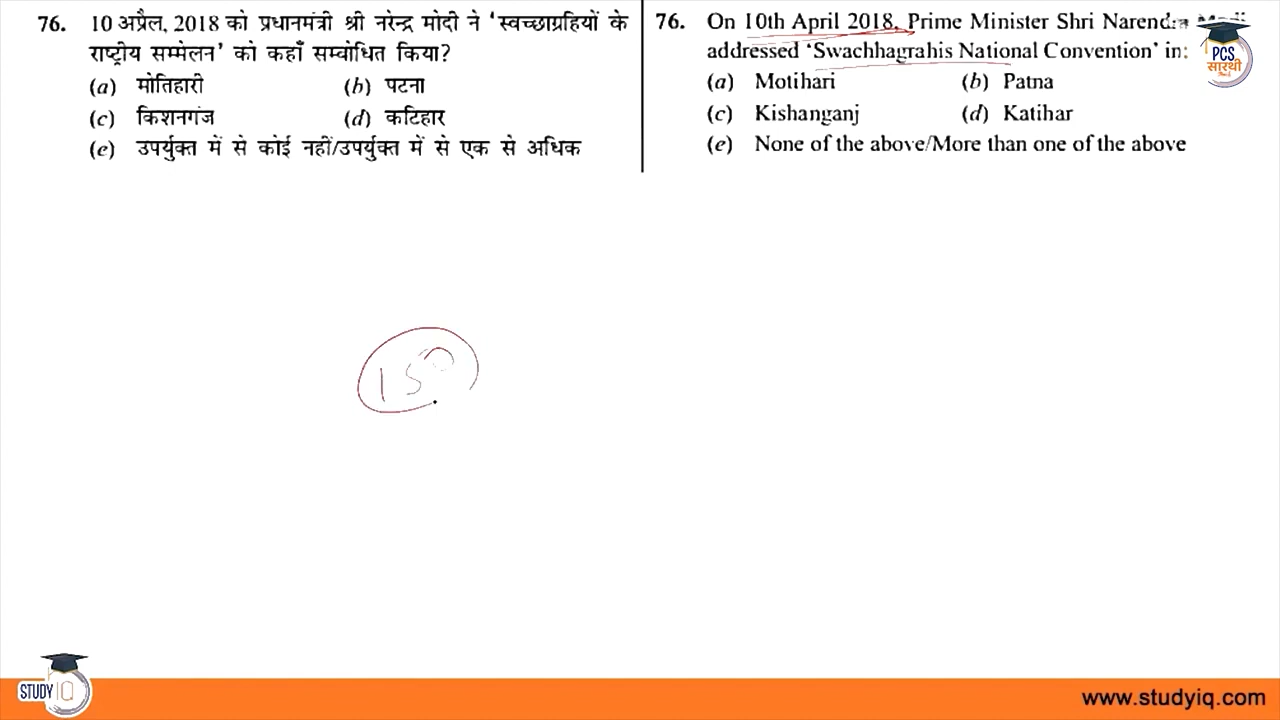 76. 10 अप्रैल, 2018 को प्रधानमंत्री श्री नरेन्द्र मोदी ने 'स्वच्छाग्रहियों के
राष्ट्रीय सम्मेलन' को कहाँ सम्बोधित किया?
(a) मोतिहारी (b) पटना
(c) किशनगंज (d) कटिहार
(e) उपर्युक्त में से कोई नहीं/उपर्युक्त में से एक से अधिक
76. On 10th April 2018, Prime Minister Shri Narendra Modi
addressed 'Swachhagrahis National Convention' in:
(a) Motihari (b) Patna
(c) Kishanganj (d) Katihar
(e) None of the above/More than one of the above
PCS
सारथी
150
STUDY IQ
www.studyiq.com